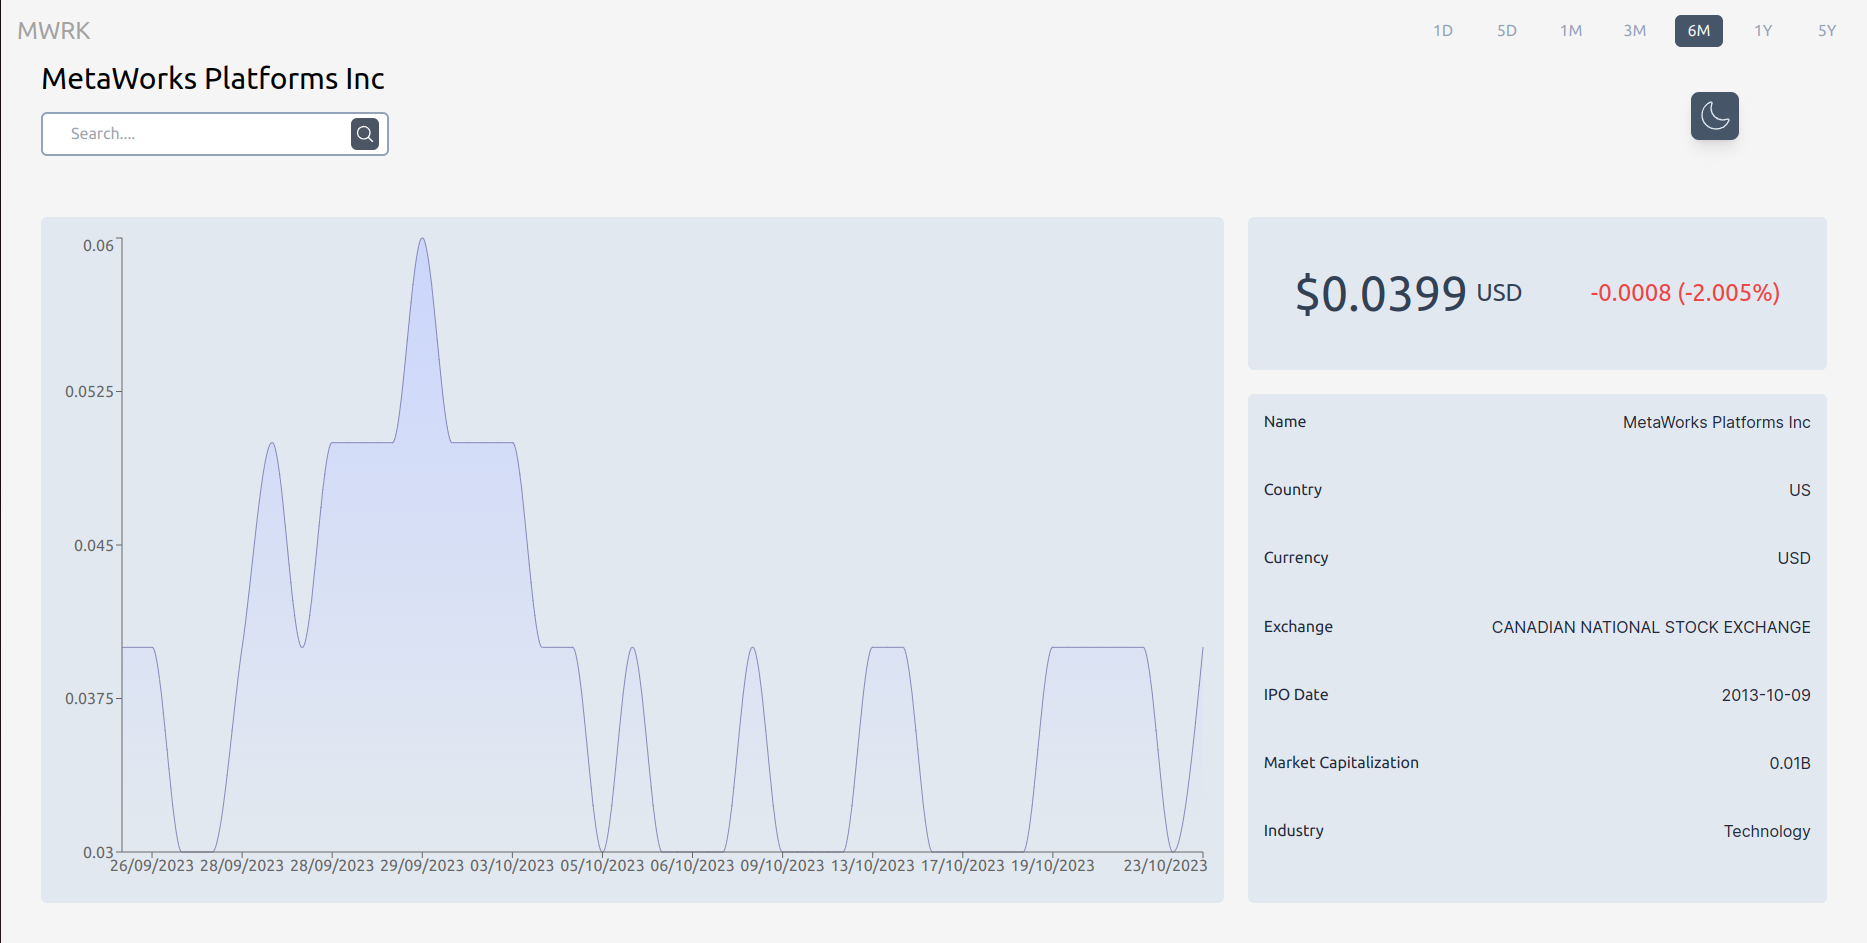 MWRK
1D 5D 1M 3M 6M 1Y 5Y
MetaWorks Platforms Inc
Search....
0.06
0.0525
0.045
0.0375
0.03
26/09/2023 28/09/2023 28/09/2023 29/09/2023 03/10/2023 05/10/2023 06/10/2023 09/10/2023 13/10/2023 17/10/2023 19/10/2023 23/10/2023
$0.0399 USD -0.0008 (-2.005%)
Name MetaWorks Platforms Inc
Country US
Currency USD
Exchange CANADIAN NATIONAL STOCK EXCHANGE
IPO Date 2013-10-09
Market Capitalization 0.01B
Industry Technology